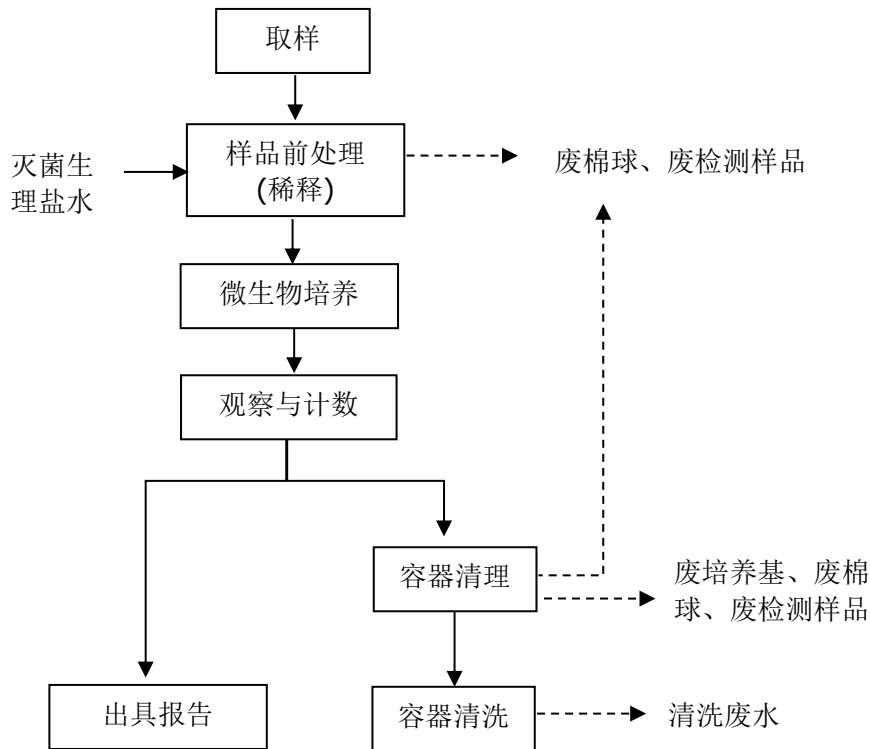 取样
灭菌生
理盐水
样品前处理
(稀释)
废棉球、废检测样品
微生物培养
观察与计数
容器清理
废培养基、废棉
球、废检测样品
出具报告
容器清洗
清洗废水